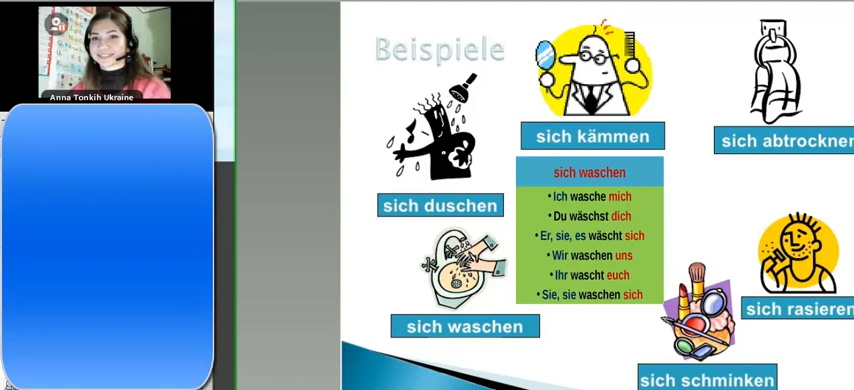 Anna Tonkih Ukraine
Beispiele
sich kämmen
sich abtrocknen
sich duschen
sich waschen
• Ich wasche mich
• Du wäschst dich
• Er, sie, es wäscht sich
• Wir waschen uns
• Ihr wascht euch
• Sie, sie waschen sich
sich waschen
sich rasieren
sich schminken